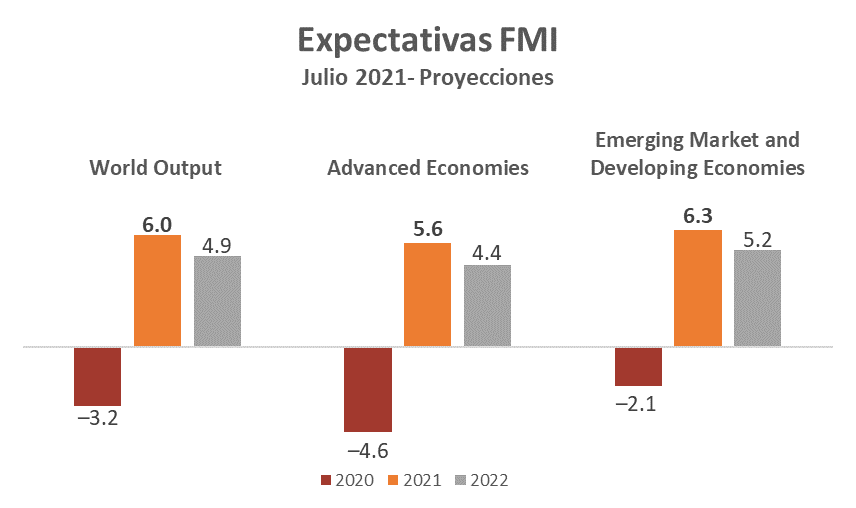 Expectativas FMI
Julio 2021- Proyecciones
World Output
Advanced Economies
Emerging Market and
Developing Economies
6.0
4.9
–3.2
5.6
4.4
–4.6
6.3
5.2
–2.1
2020 2021 2022